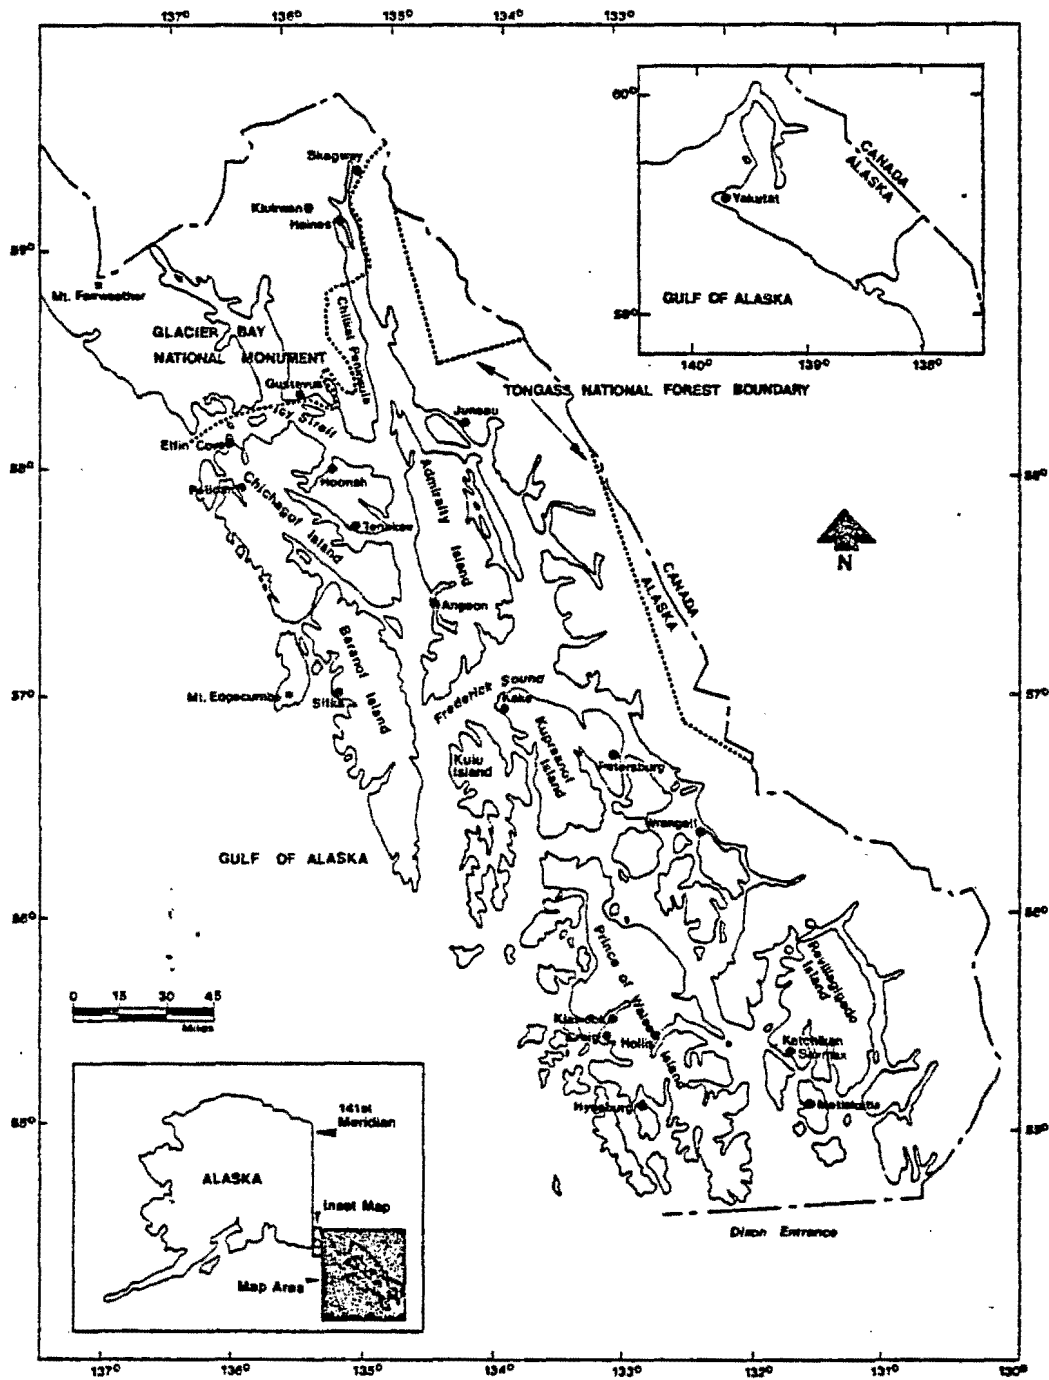 137° 136° 135° 134° 133°
60°
CANADA
ALASKA
Yakutat
GULF OF ALASKA
59°
140° 139° 138°
Skagway
Klukwan
Haines
59°
Mt. Fairweather
GLACIER BAY
NATIONAL MONUMENT
Chilkat Peninsula
Gustavus
TONGASS NATIONAL FOREST BOUNDARY
Icy Strait
Juneau
Elfin Cove
58°
58°
Hoonah
Pelican
Chichagof Island
Tenakee
Admiralty Island
N
CANADA
ALASKA
Angoon
Baranof Island
57°
57°
Mt. Edgecumbe
Sitka
Frederick Sound
Kake
Kupreanof Island
Kuiu
Island
Petersburg
Wrangell
GULF OF ALASKA
56°
56°
Prince of Wales Island
Revillagigedo
Island
0 15 30 45
Miles
Klawock
Craig
Hollis
Ketchikan
Saxman
Hydaburg
Metlakatla
55°
55°
Dixon Entrance
141st
Meridian
ALASKA
Inset Map
Map Area
137° 136° 135° 134° 133° 132° 131° 130°